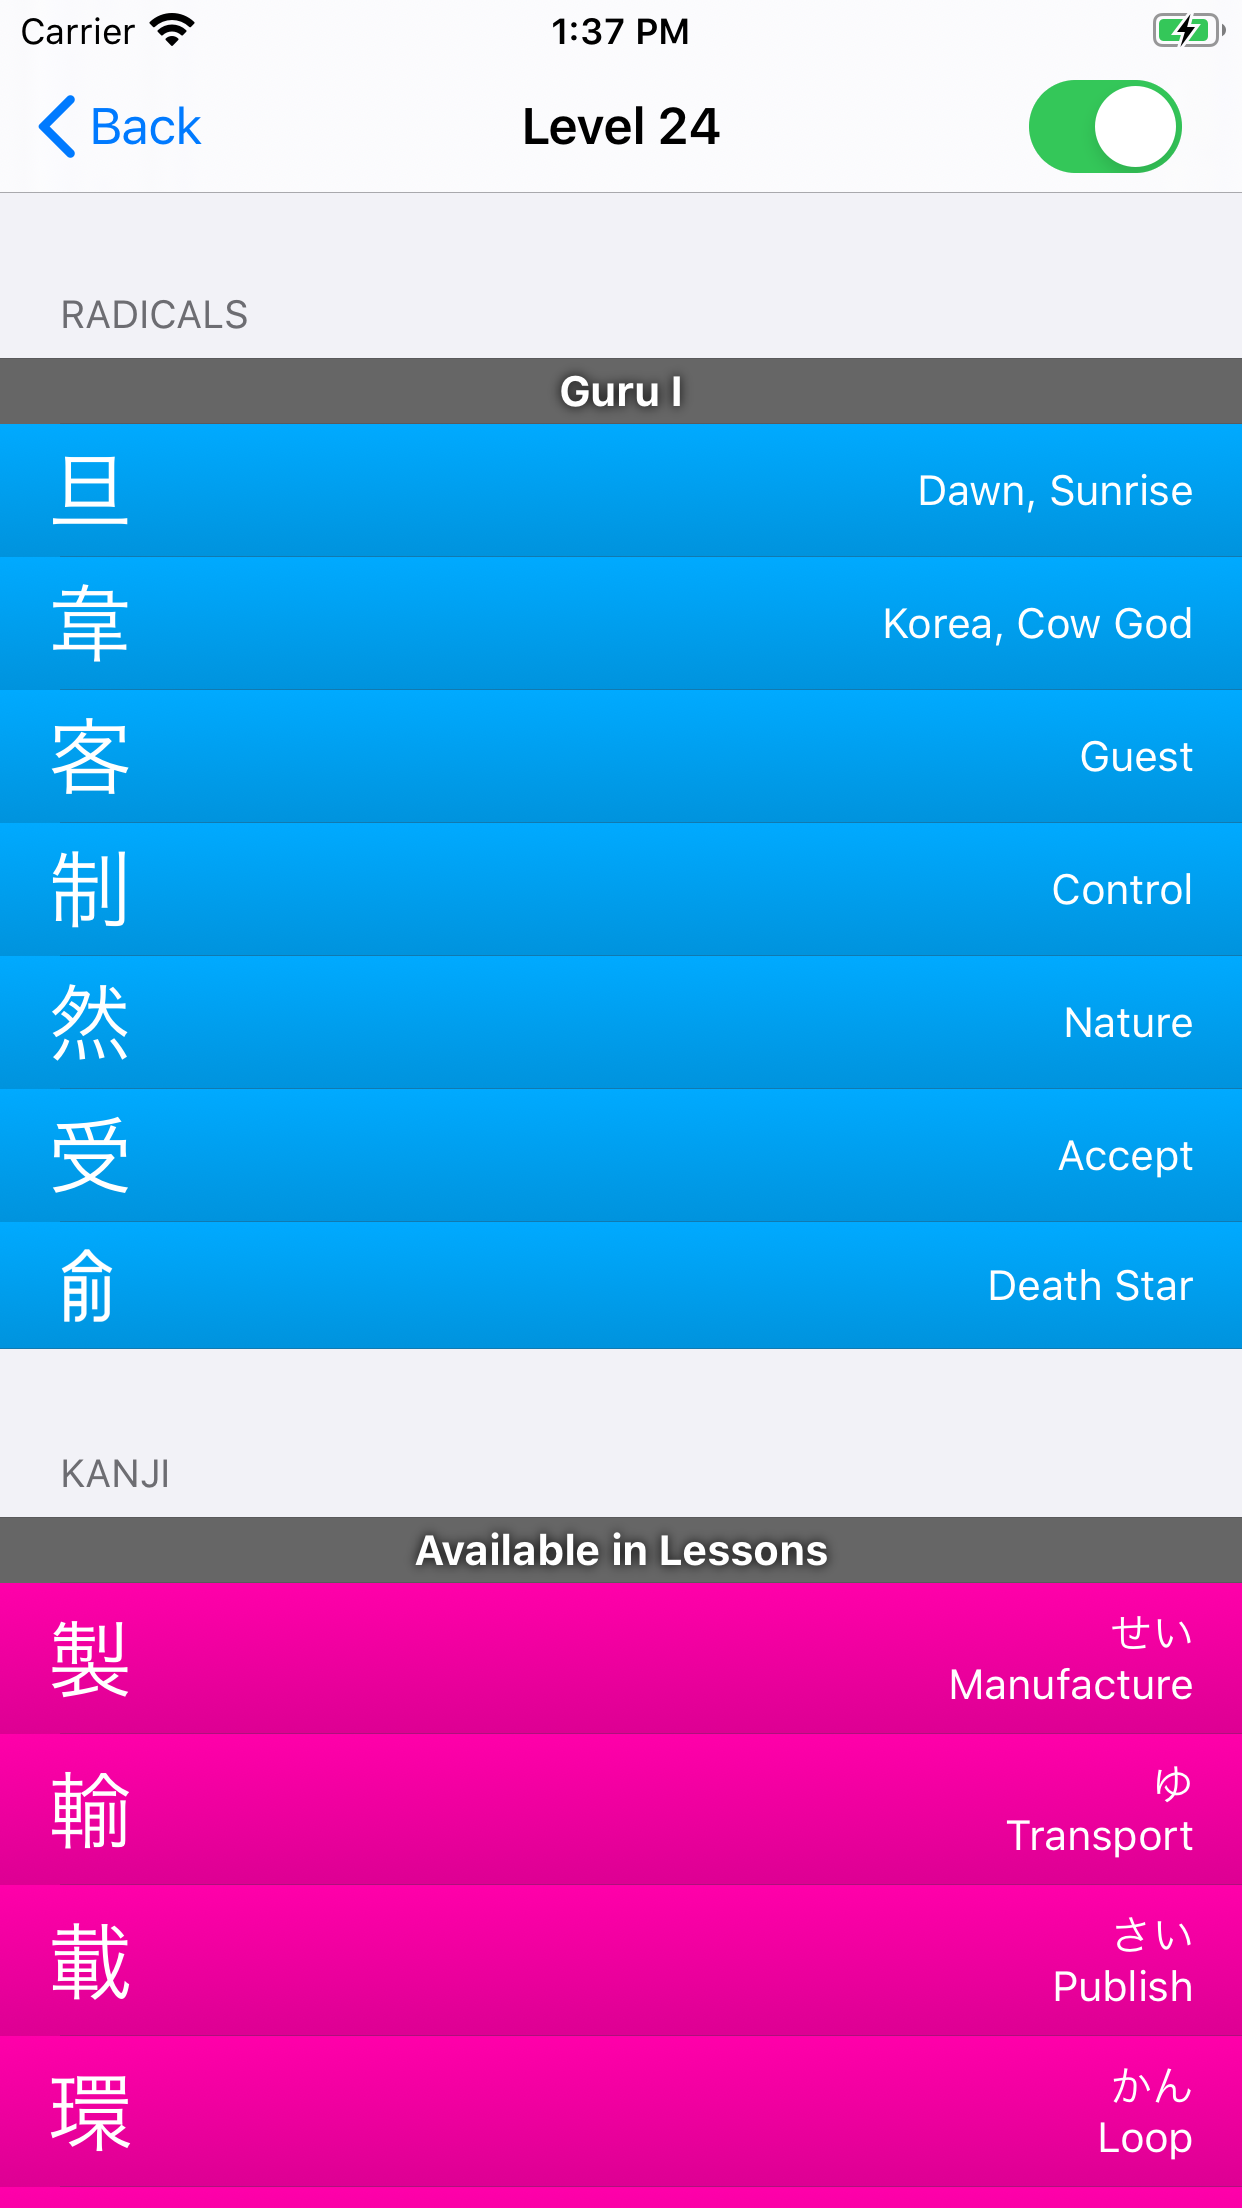 Carrier 1:37 PM
Back Level 24
RADICALS
Guru I
旦 Dawn, Sunrise
韋 Korea, Cow God
客 Guest
制 Control
然 Nature
受 Accept
俞 Death Star
KANJI
Available in Lessons
製 せい
Manufacture
輸 ゆ
Transport
載 さい
Publish
環 かん
Loop